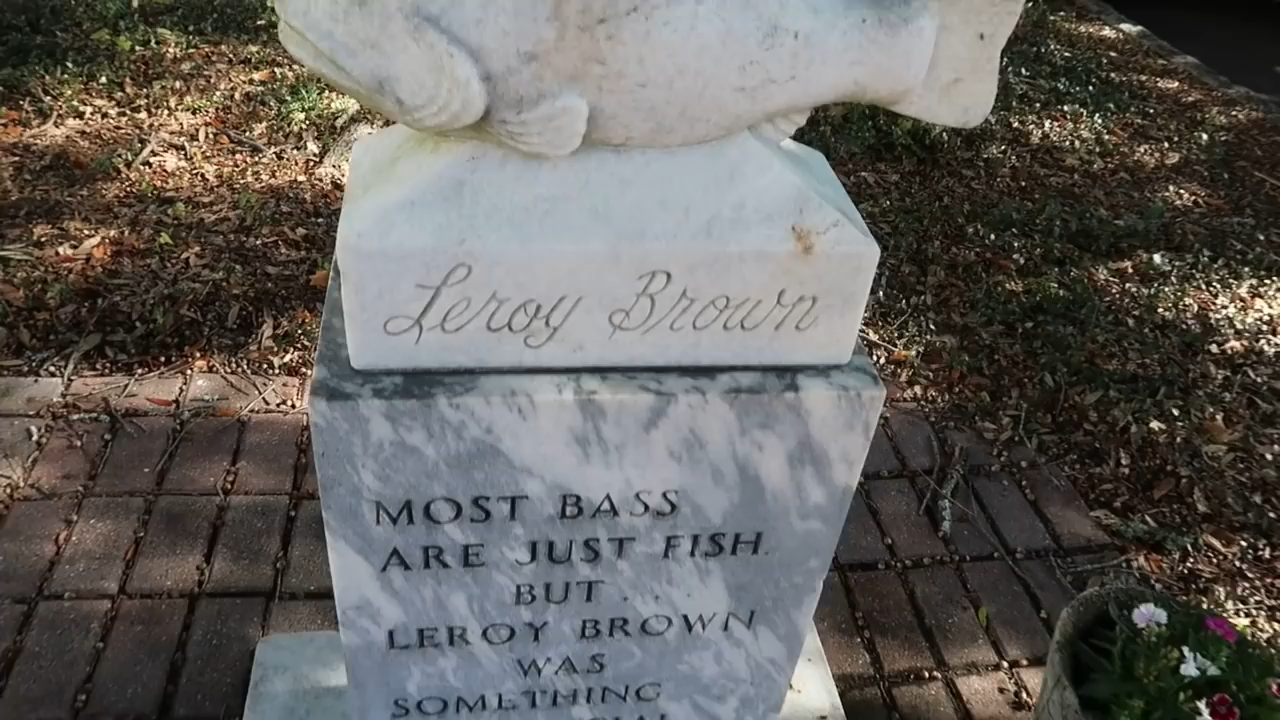 Leroy Brown
MOST BASS
ARE JUST FISH.
BUT . .
LEROY BROWN
WAS
SOMETHING